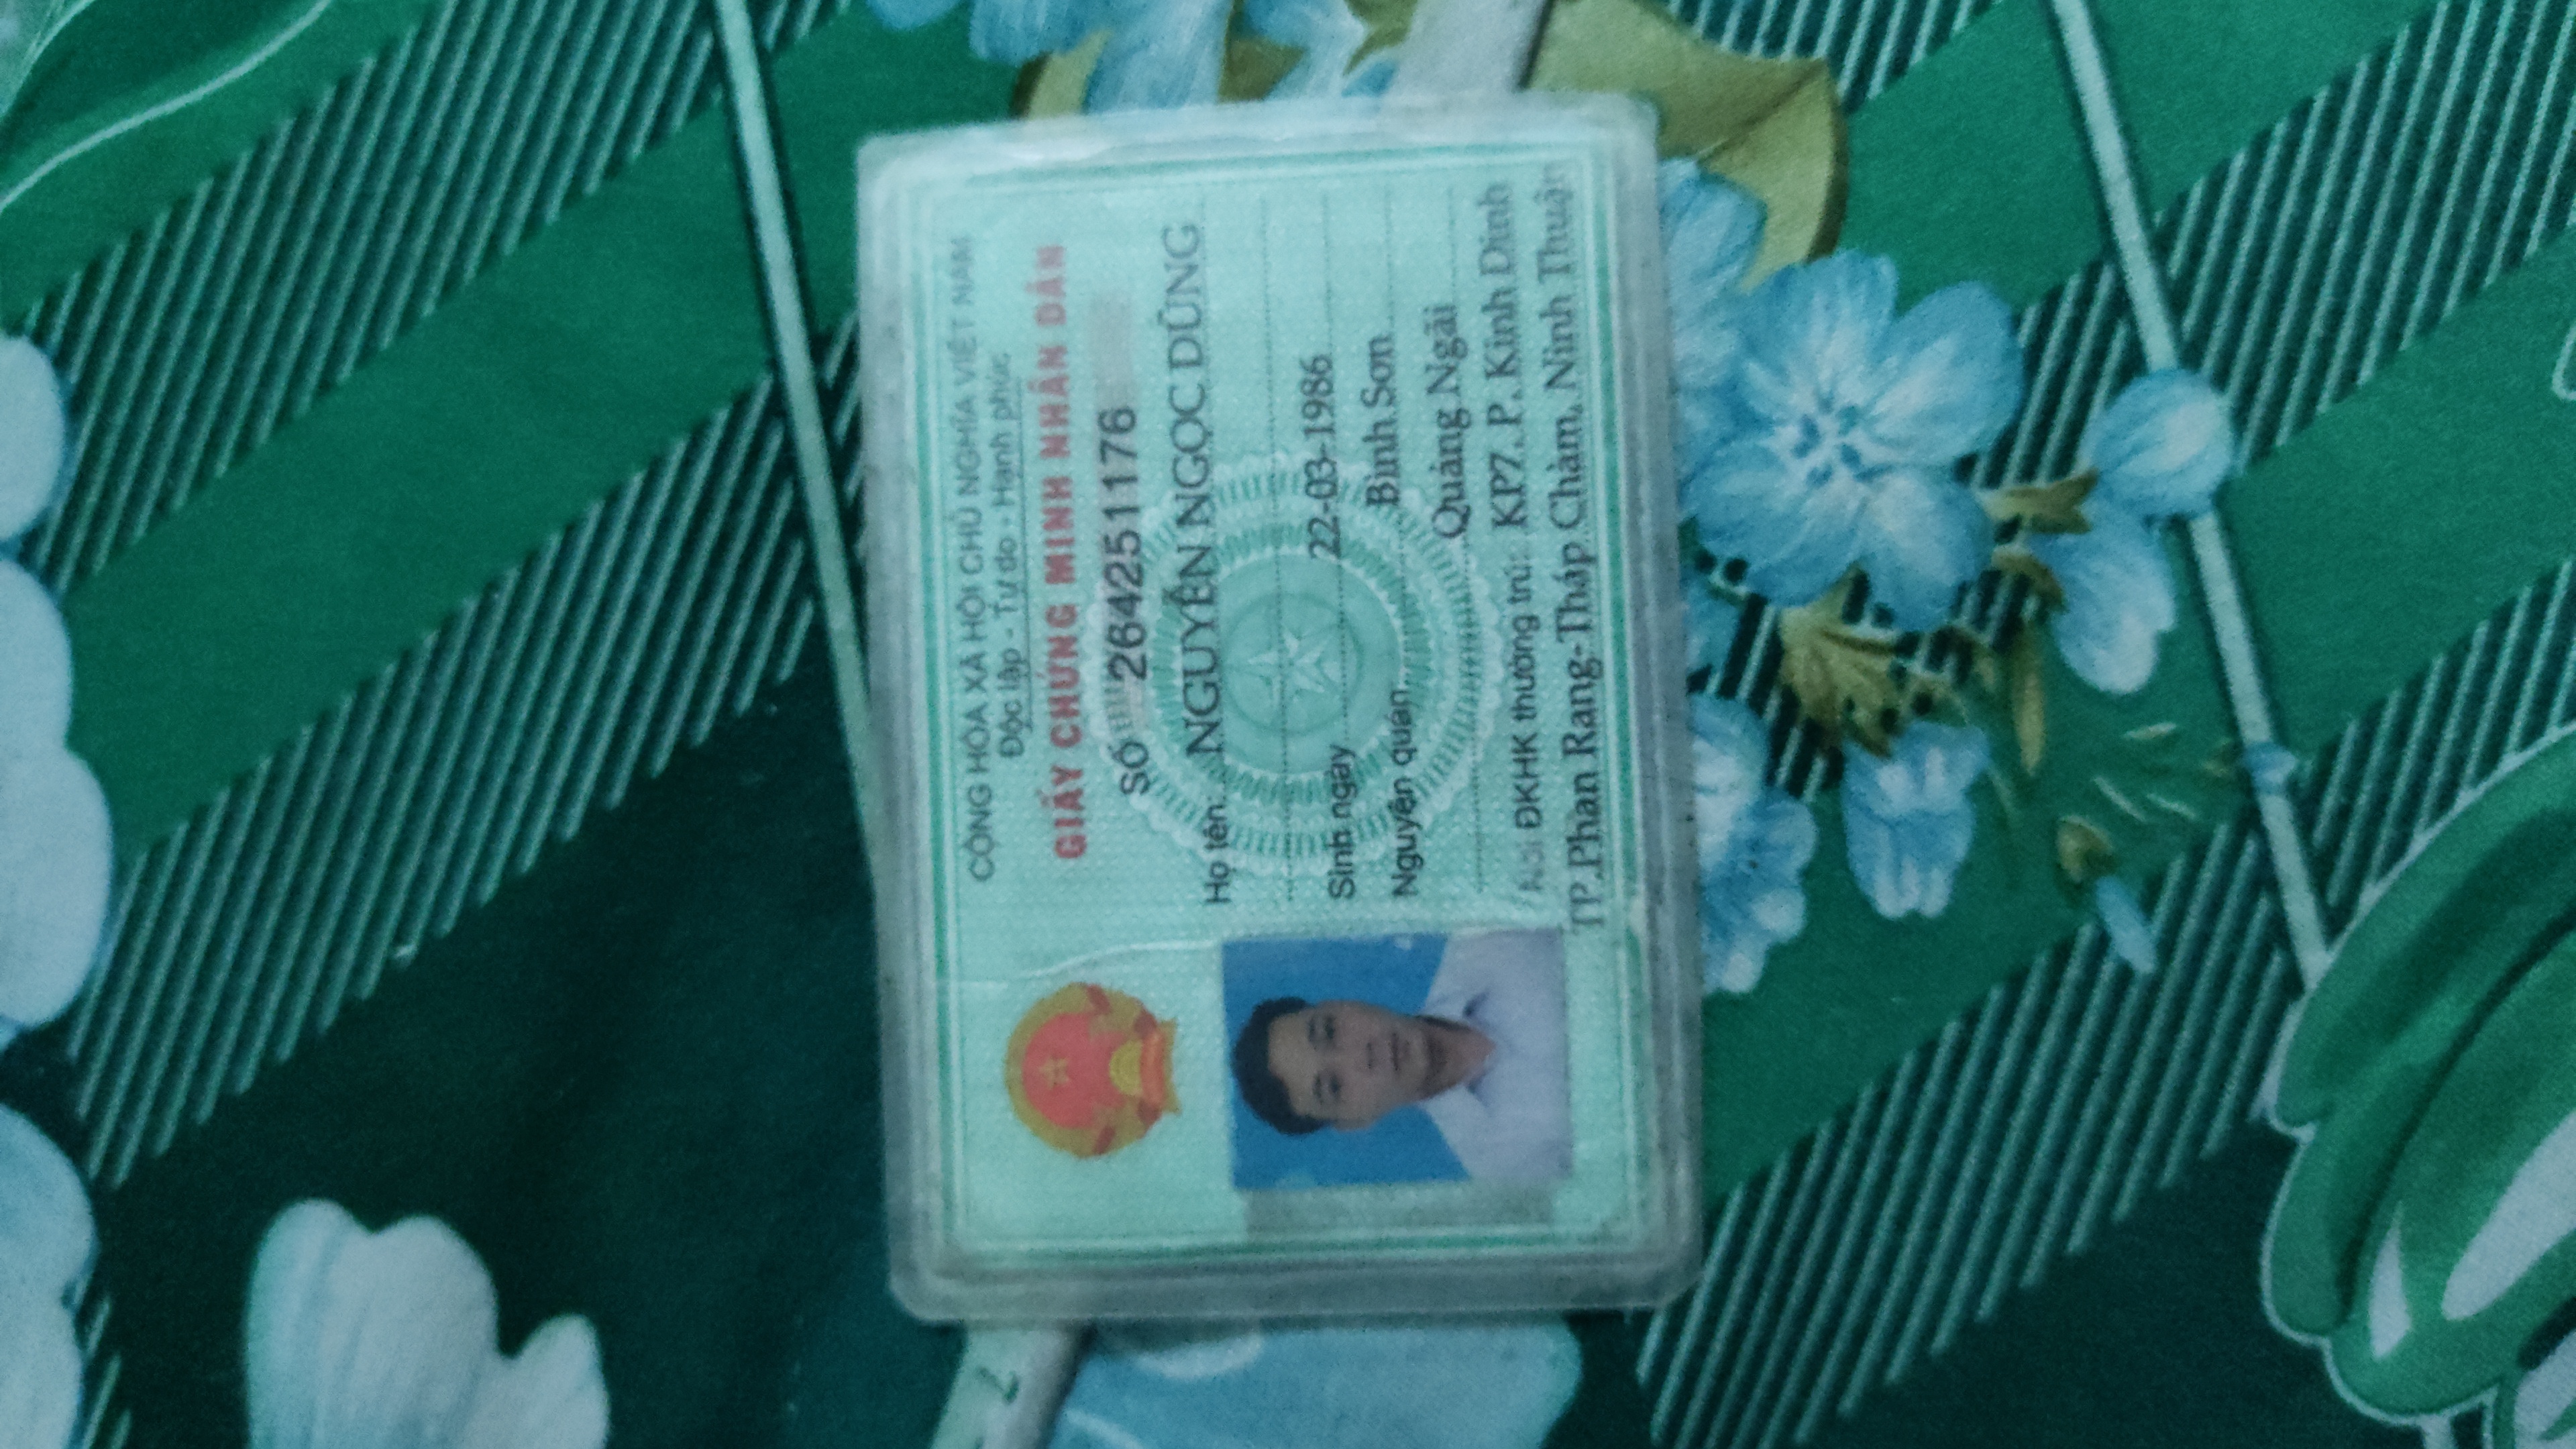 CỘNG HÒA XÃ HỘI CHỦ NGHĨA VIỆT NAM
Độc lập - Tự do - Hạnh phúc
GIẤY CHỨNG MINH NHÂN DÂN
SỐ 264251176
Họ tên: NGUYỄN NGỌC DŨNG
Sinh ngày 22-03-1986
Nguyên quán Bình Sơn
Quảng Ngãi
Nơi ĐKHK thường trú: KP7. P. Kinh Dinh
TP.Phan Rang-Tháp Chàm, Ninh Thuận